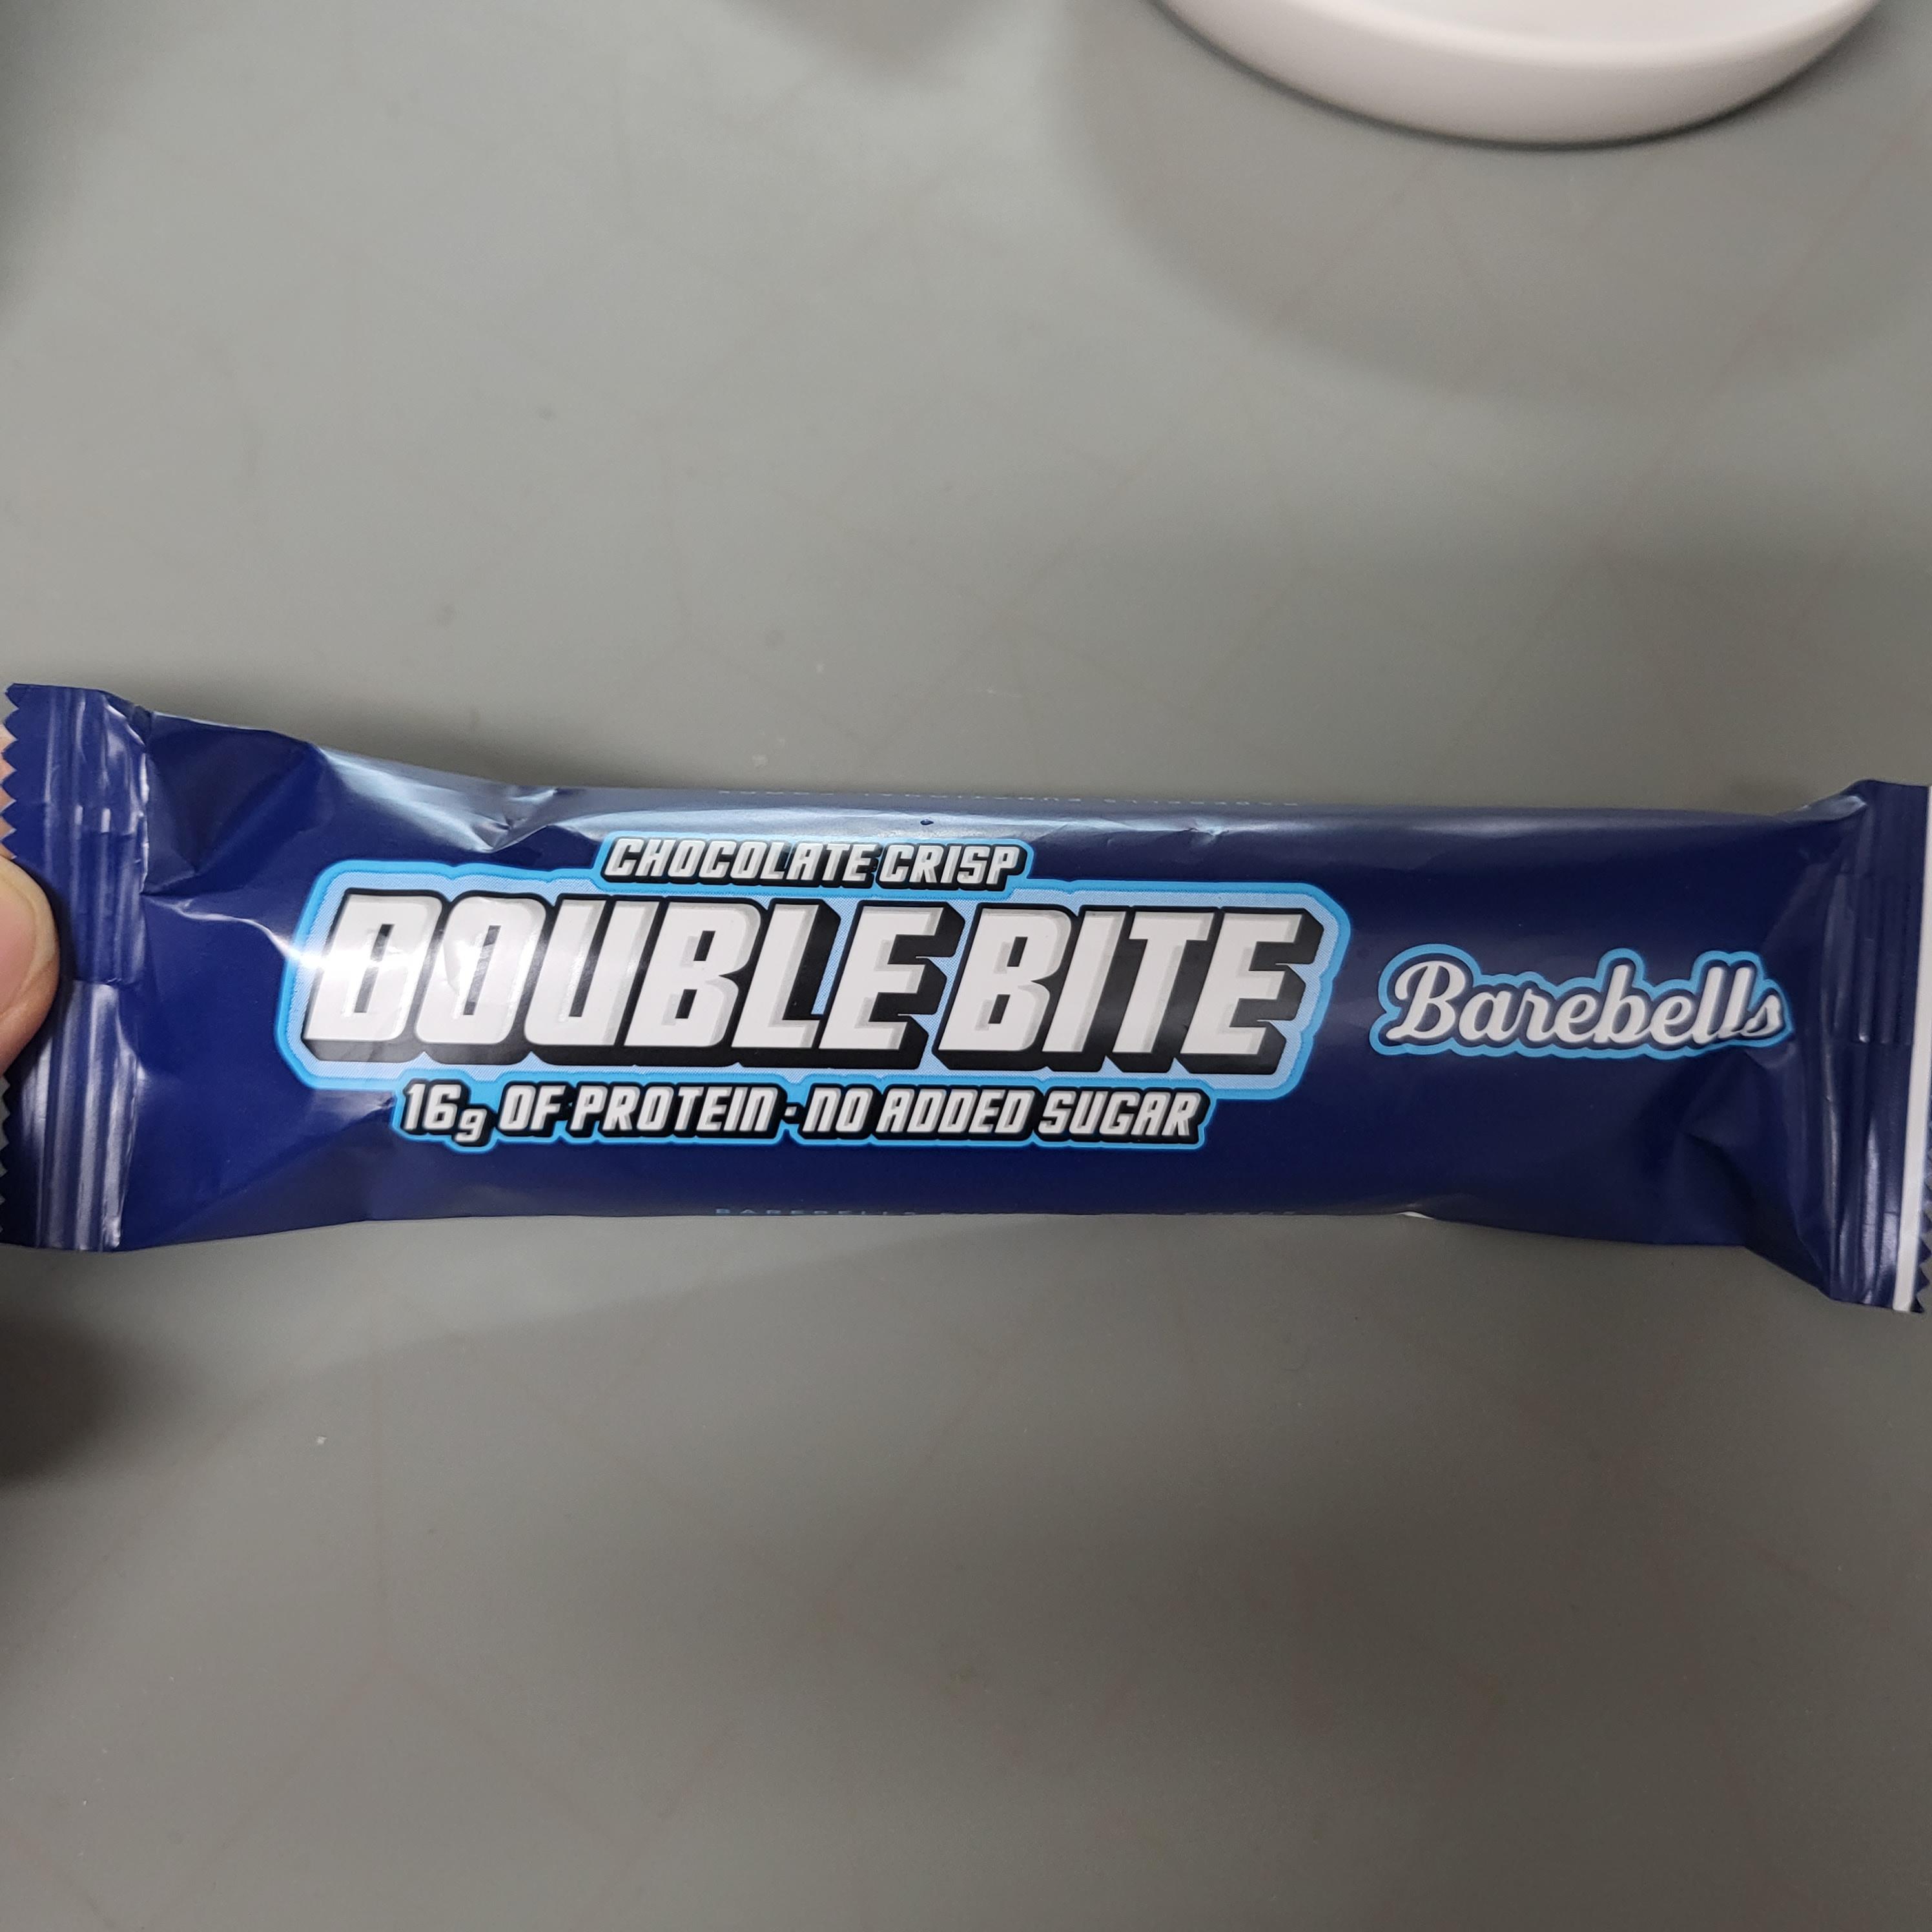 CHOCOLATE CRISP
DOUBLE BITE
Barebells
16g OF PROTEIN · NO ADDED SUGAR